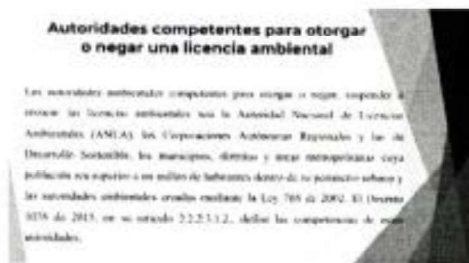 Autoridades competentes para otorgar
o negar una licencia ambiental
Las autoridades ambientales competentes para otorgar o negar, suspender o
revocar las licencias ambientales son la Autoridad Nacional de Licencias
Ambientales (ANLA), las Corporaciones Autónomas Regionales y las de
Desarrollo Sostenible, los municipios, distritos y áreas metropolitanas cuya
población sea superior a un millón de habitantes dentro de su perímetro urbano y
las autoridades ambientales creadas mediante la Ley 768 de 2002. El Decreto
1076 de 2015, en su artículo 2.2.2.3.1.2., define las competencias de estas
autoridades.